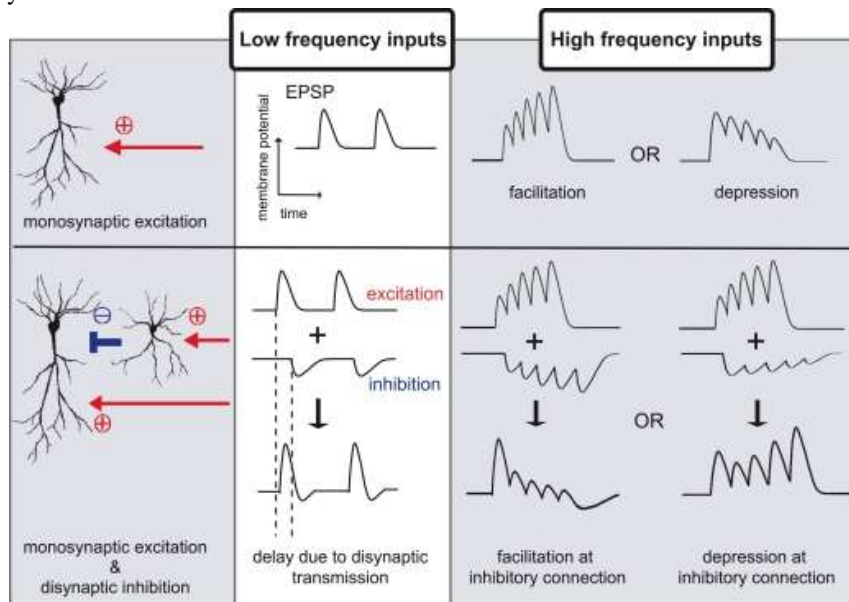 Low frequency inputs
High frequency inputs
EPSP
membrane potential
time
monosynaptic excitation
facilitation
OR
depression
excitation
+
+
+
inhibition
OR
monosynaptic excitation
&
disynaptic inhibition
delay due to disynaptic
transmission
facilitation at
inhibitory connection
depression at
inhibitory connection